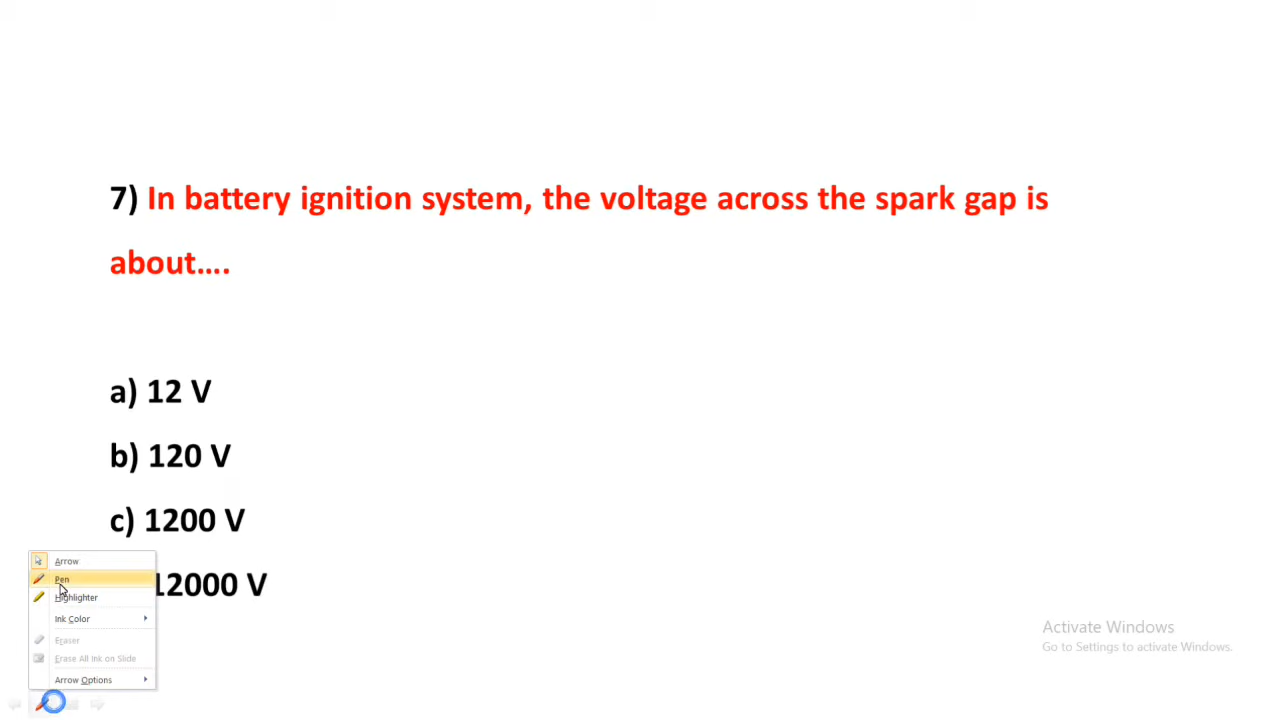 7) In battery ignition system, the voltage across the spark gap is
about....
a) 12 V
b) 120 V
c) 1200 V
12000 V
Arrow
Pen
Highlighter
Ink Color
Eraser
Erase All Ink on Slide
Arrow Options
Activate Windows
Go to Settings to activate Windows.